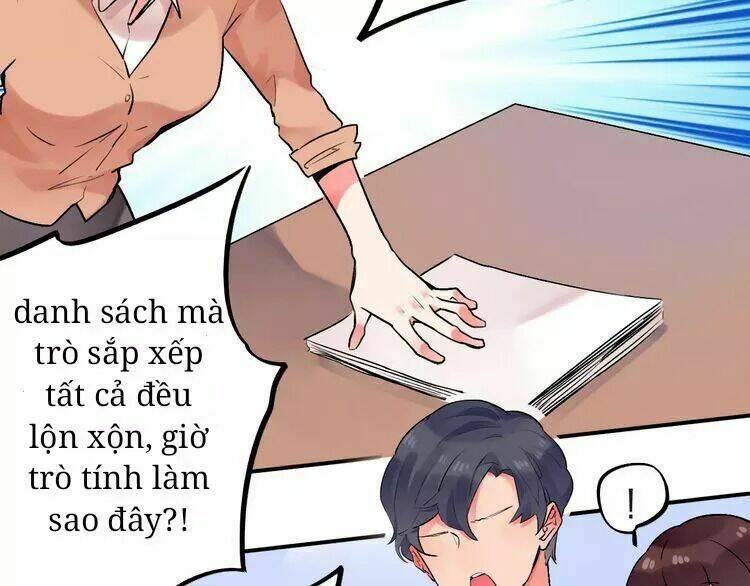 danh sách mà
trò sắp xếp
tất cả đều
lộn xộn, giờ
trò tính làm
sao đây?!
!